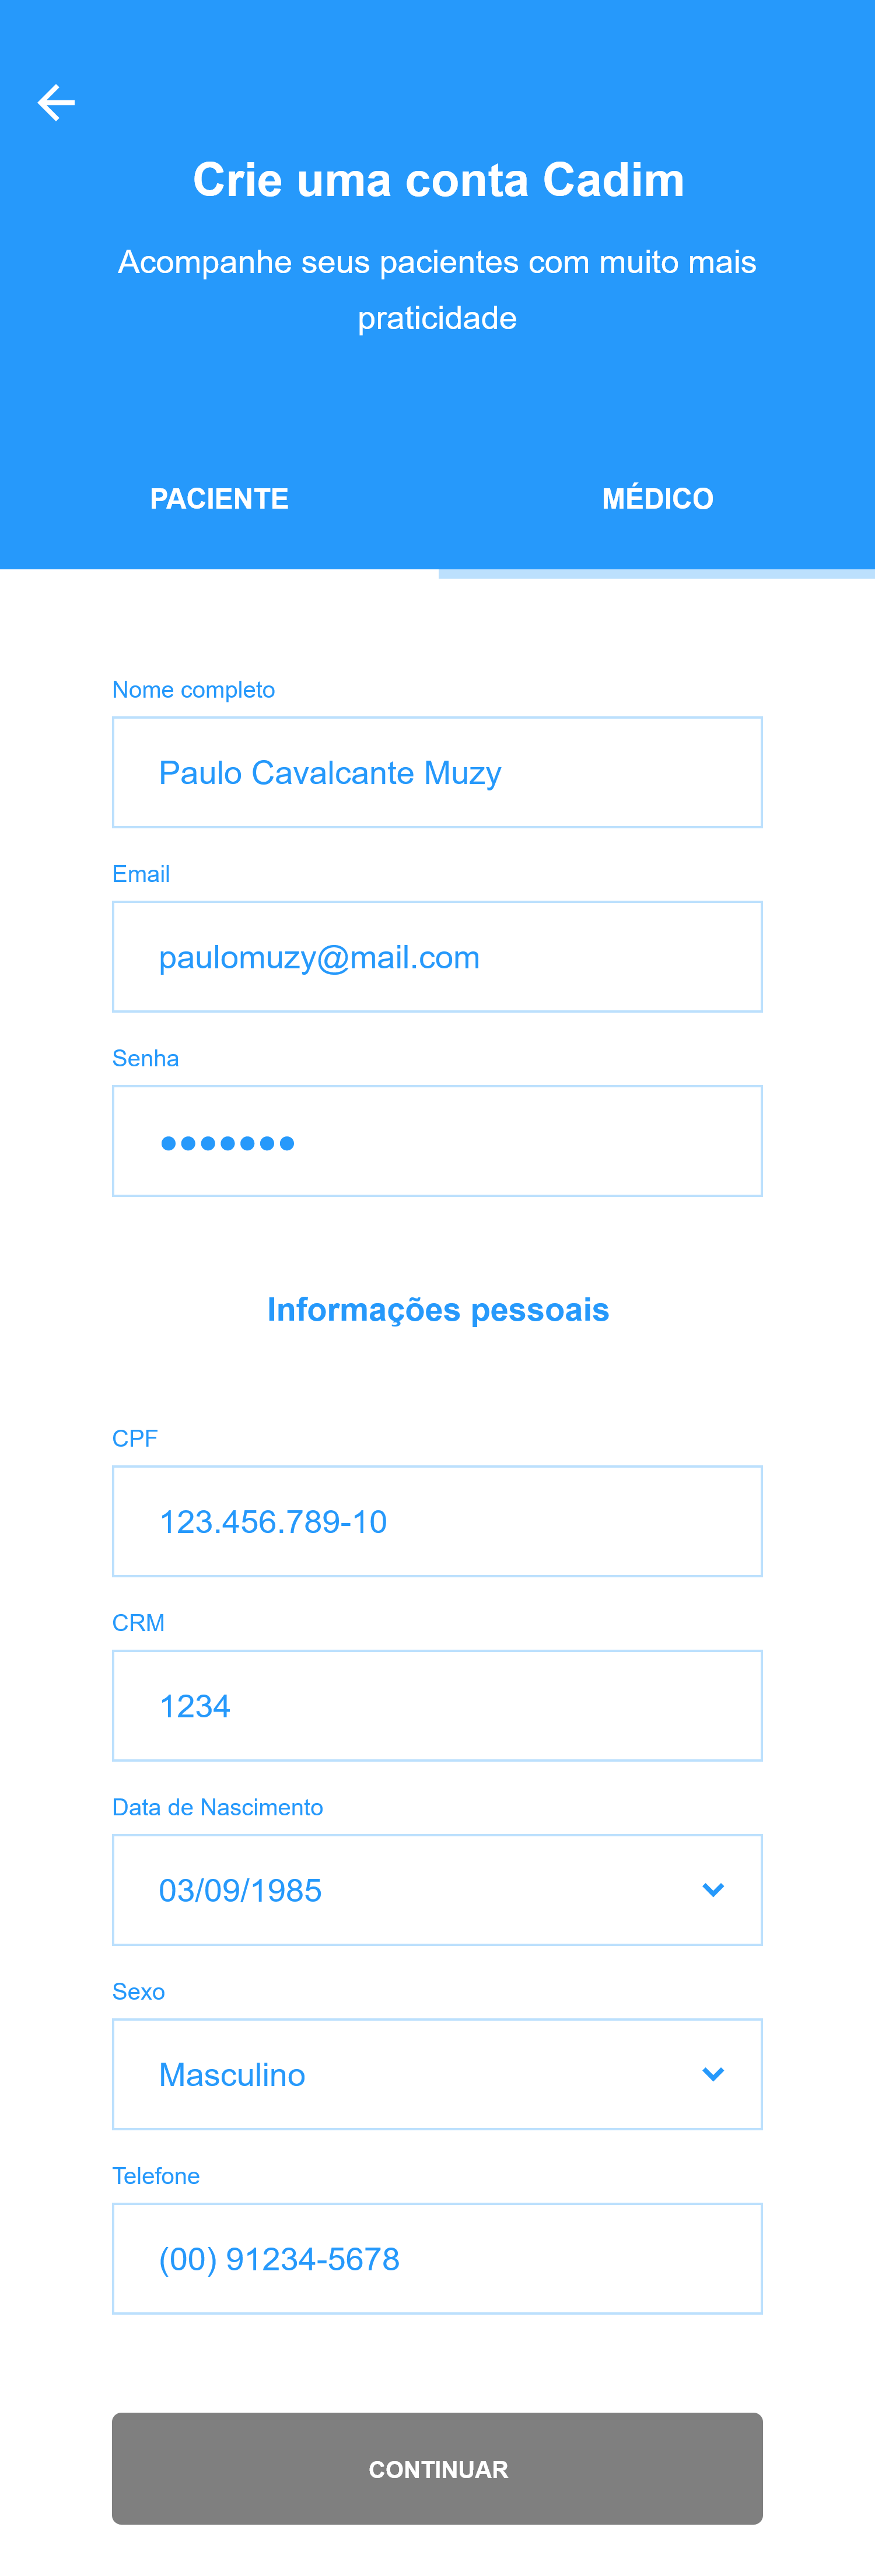 Crie uma conta Cadim
Acompanhe seus pacientes com muito mais
praticidade
PACIENTE
MÉDICO
Nome completo
Paulo Cavalcante Muzy
Email
paulomuzy@mail.com
Senha
•••••••
Informações pessoais
CPF
123.456.789-10
CRM
1234
Data de Nascimento
03/09/1985
Sexo
Masculino
Telefone
(00) 91234-5678
CONTINUAR